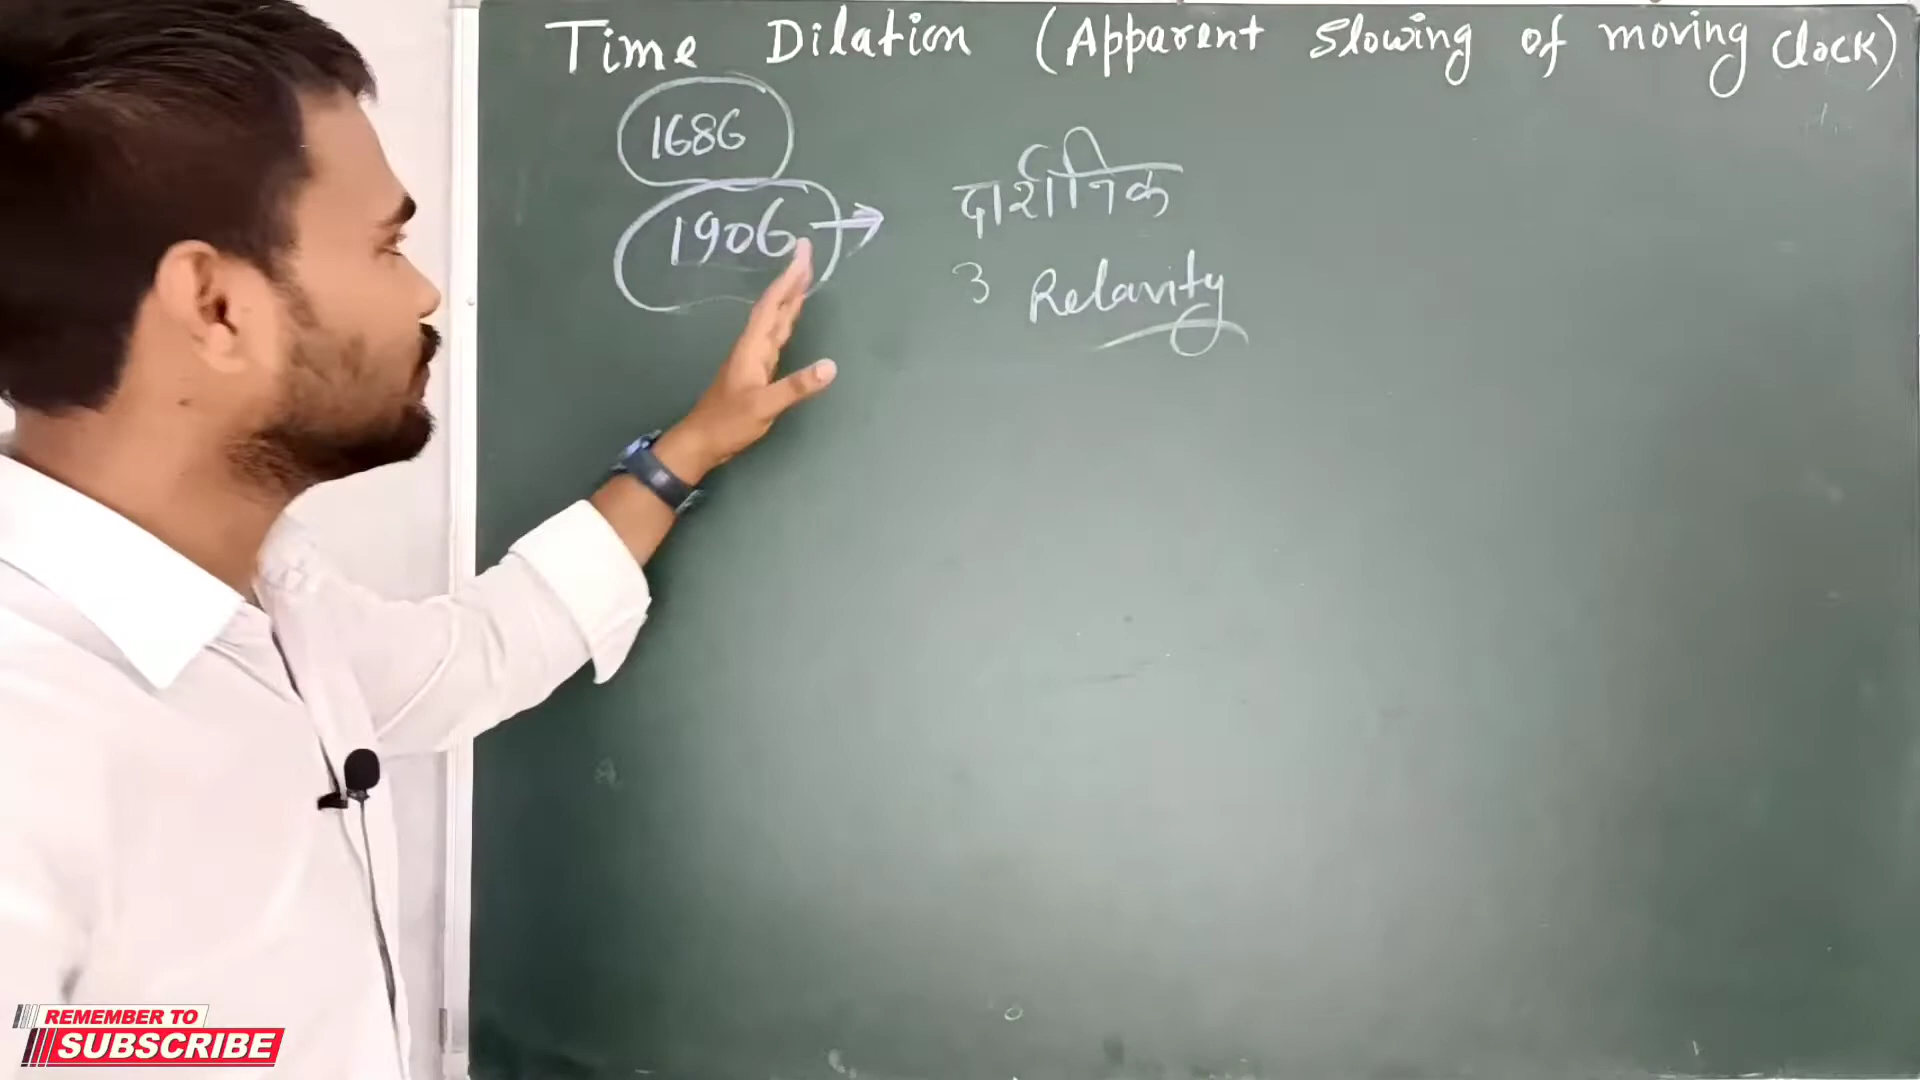 Time Dilation (Apparent Slowing of moving Clock)
1686
1906 →
दार्शनिक
3 Relavity
REMEMBER TO
SUBSCRIBE